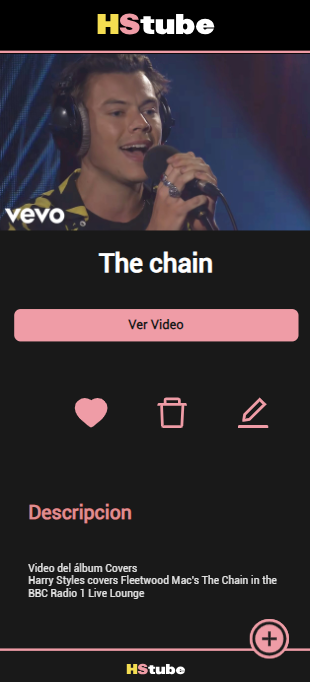 HStube
vevo
The chain
Ver Video
Descripcion
Video del álbum Covers
Harry Styles covers Fleetwood Mac's The Chain in the
BBC Radio 1 Live Lounge
HStube